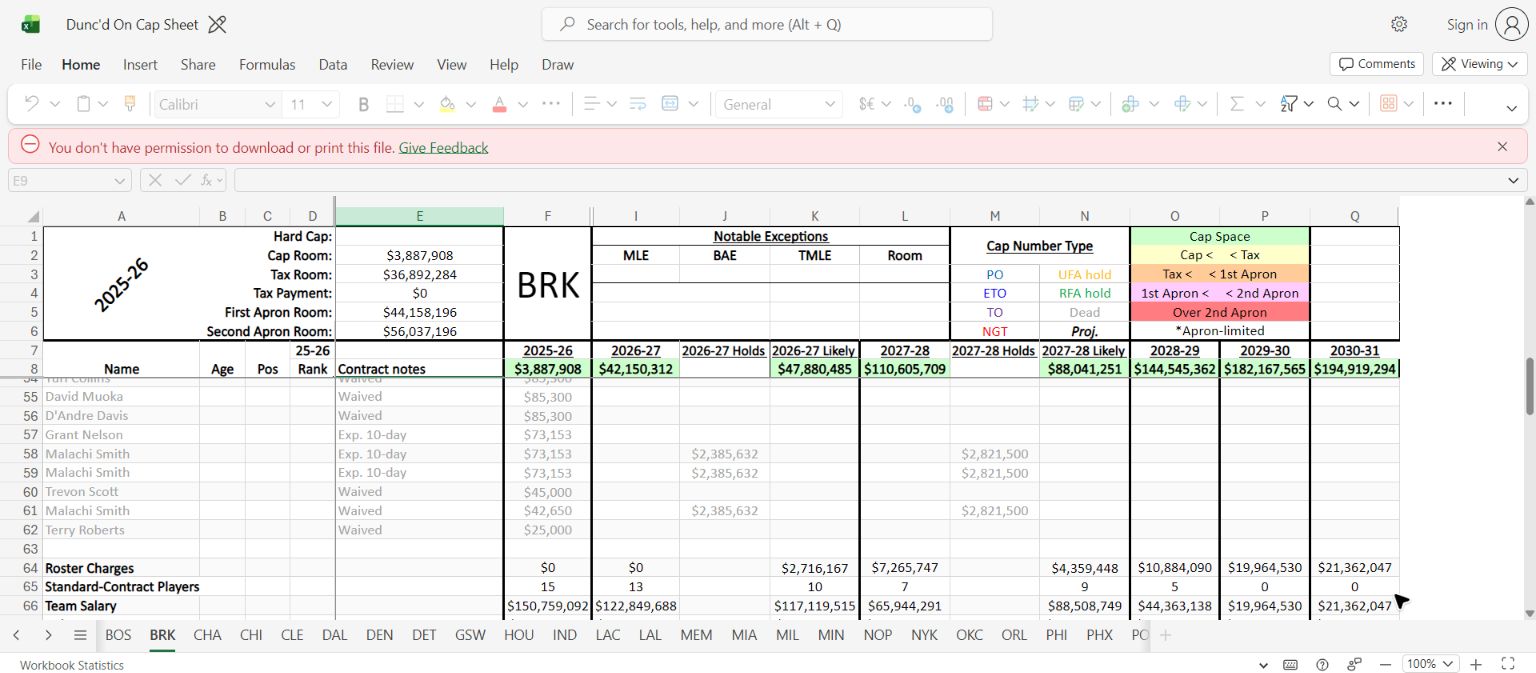 Dunc'd On Cap Sheet
Search for tools, help, and more (Alt + Q)
Sign in
File Home Insert Share Formulas Data Review View Help Draw
Comments Viewing
Calibri 11 B A General $€ .0 .00
You don't have permission to download or print this file. Give Feedback
E9 fx
A B C D E F I J K L M N O P Q
1 Hard Cap: Notable Exceptions Cap Space
2 Cap Room: $3,887,908 MLE BAE TMLE Room Cap Number Type Cap < < Tax
2025-26 BRK
3 Tax Room: $36,892,284 PO UFA hold Tax < < 1st Apron
4 Tax Payment: $0 ETO RFA hold 1st Apron < < 2nd Apron
5 First Apron Room: $44,158,196 TO Dead Over 2nd Apron
6 Second Apron Room: $56,037,196 NGT Proj. *Apron-limited
7 25-26 2025-26 2026-27 2026-27 Holds 2026-27 Likely 2027-28 2027-28 Holds 2027-28 Likely 2028-29 2029-30 2030-31
8 Name Age Pos Rank Contract notes $3,887,908 $42,150,312 $47,880,485 $110,605,709 $88,041,251 $144,545,362 $182,167,565 $194,919,294
55 David Muoka Waived $85,300
56 D'Andre Davis Waived $85,300
57 Grant Nelson Exp. 10-day $73,153
58 Malachi Smith Exp. 10-day $73,153 $2,385,632 $2,821,500
59 Malachi Smith Exp. 10-day $73,153 $2,385,632 $2,821,500
60 Trevon Scott Waived $45,000
61 Malachi Smith Waived $42,650 $2,385,632 $2,821,500
62 Terry Roberts Waived $25,000
63
64 Roster Charges $0 $0 $2,716,167 $7,265,747 $4,359,448 $10,884,090 $19,964,530 $21,362,047
65 Standard-Contract Players 15 13 10 7 9 5 0 0
66 Team Salary $150,759,092 $122,849,688 $117,119,515 $65,944,291 $88,508,749 $44,363,138 $19,964,530 $21,362,047
BOS BRK CHA CHI CLE DAL DEN DET GSW HOU IND LAC LAL MEM MIA MIL MIN NOP NYK OKC ORL PHI PHX PO
Workbook Statistics
100%